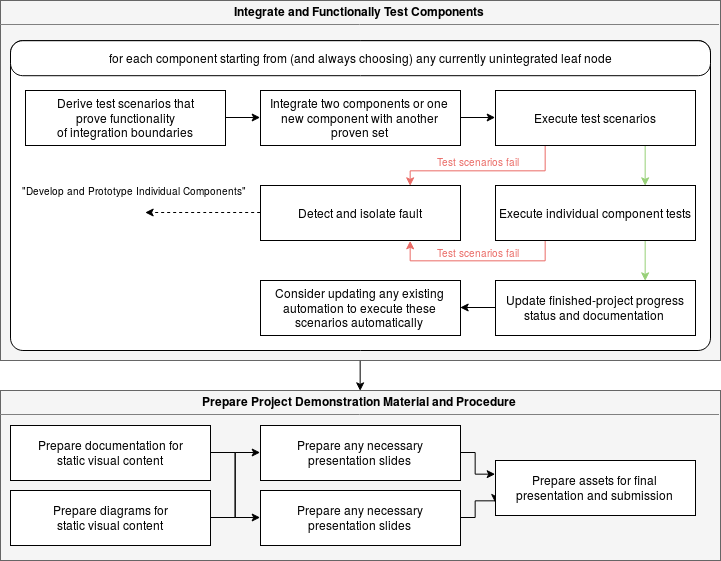 Integrate and Functionally Test Components
for each component starting from (and always choosing) any currently unintegrated leaf node
Derive test scenarios that
prove functionality
of integration boundaries
Integrate two components or one
new component with another
proven set
Execute test scenarios
Test scenarios fail
"Develop and Prototype Individual Components"
Detect and isolate fault
Execute individual component tests
Test scenarios fail
Consider updating any existing
automation to execute these
scenarios automatically
Update finished-project progress
status and documentation
Prepare Project Demonstration Material and Procedure
Prepare documentation for
static visual content
Prepare any necessary
presentation slides
Prepare assets for final
presentation and submission
Prepare diagrams for
static visual content
Prepare any necessary
presentation slides